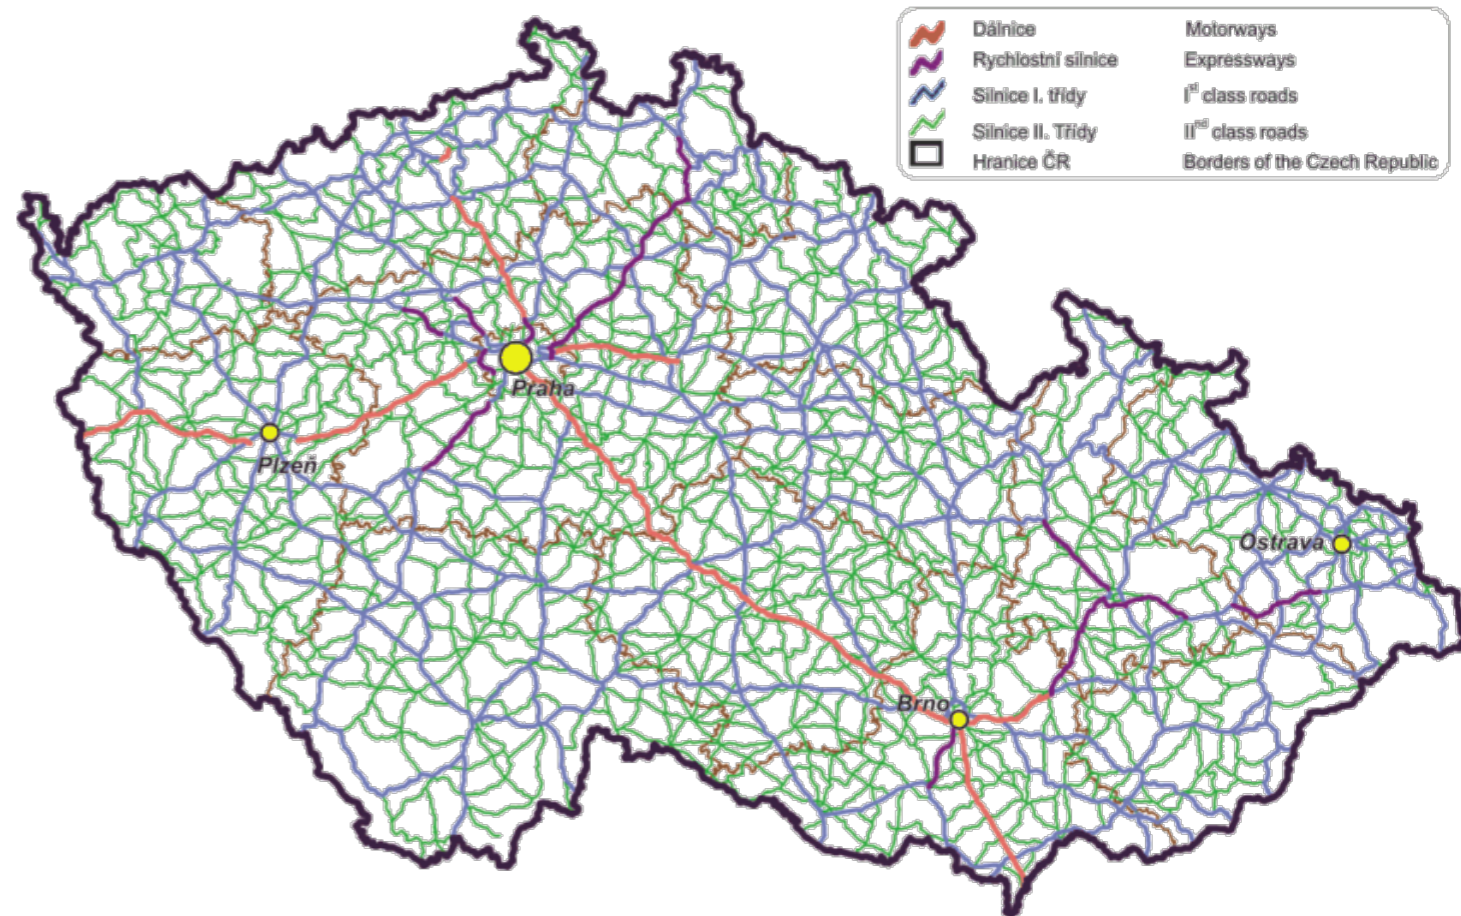 Dálnice Motorways
Rychlostní silnice Expressways
Silnice I. třídy Ist class roads
Silnice II. Třídy IInd class roads
Hranice ČR Borders of the Czech Republic
Praha
Plzeň
Ostrava
Brno